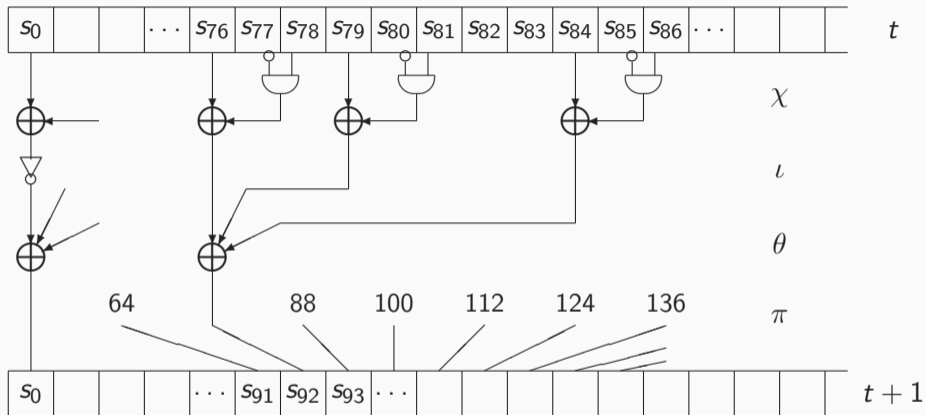 s0 ··· s76 s77 s78 s79 s80 s81 s82 s83 s84 s85 s86 ··· t
χ
ι
θ
64 88 100 112 124 136
π
s0 ··· s91 s92 s93 ··· t + 1